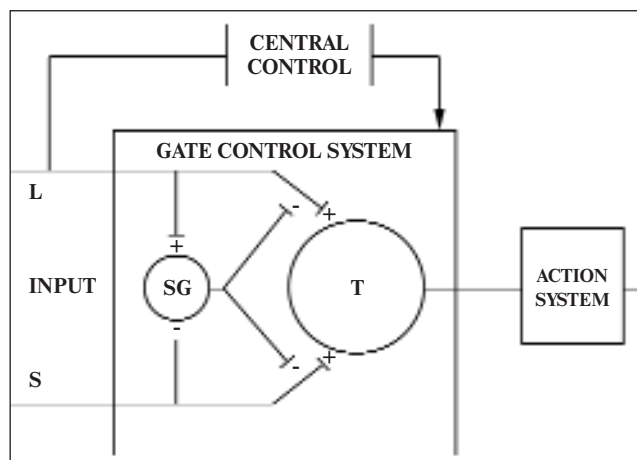 CENTRAL
CONTROL
GATE CONTROL SYSTEM
L
-
+
+
INPUT
SG
T
ACTION
SYSTEM
-
-
+
S